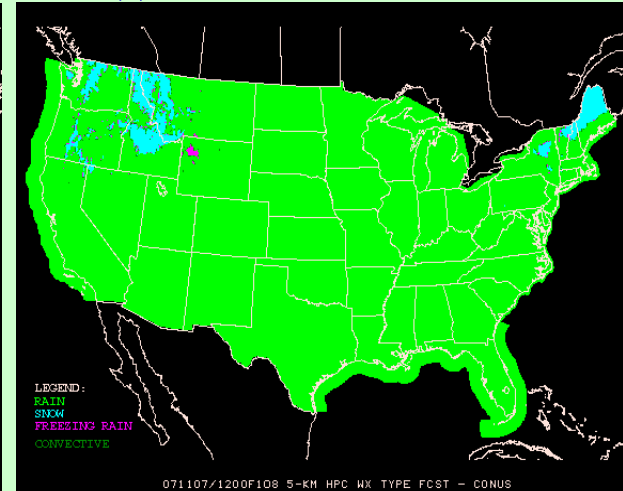 LEGEND:
RAIN
SNOW
FREEZING RAIN
CONVECTIVE
071107/1200F108 5-KM HPC WX TYPE FCST - CONUS